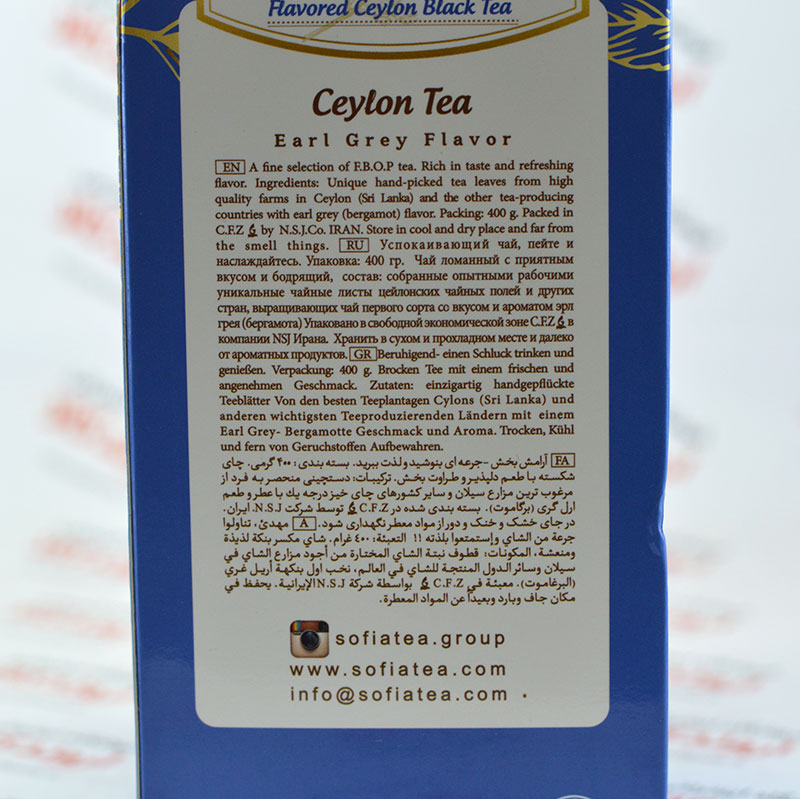 Flavored Ceylon Black Tea
Ceylon Tea
Earl Grey Flavor
EN A fine selection of F.B.O.P tea. Rich in taste and refreshing
flavor. Ingredients: Unique hand-picked tea leaves from high
quality farms in Ceylon (Sri Lanka) and the other tea-producing
countries with earl grey (bergamot) flavor. Packing: 400 g. Packed in
C.F.Z by N.S.J.Co. IRAN. Store in cool and dry place and far from
the smell things. RU Успокаивающий чай, пейте и
наслаждайтесь. Упаковка: 400 гр. Чай ломанный с приятным
вкусом и бодрящий, состав: собранные опытными рабочими
уникальные чайные листы цейлонских чайных полей и других
стран, выращивающих чай первого сорта со вкусом и ароматом эрл
грея (бергамота) Упаковано в свободной экономической зоне C.F.Z в
компании NSJ Ирана. Хранить в сухом и прохладном месте и далеко
от ароматных продуктов. GR Beruhigend- einen Schluck trinken und
genießen. Verpackung: 400 g. Brocken Tee mit einem frischen und
angenehmen Geschmack. Zutaten: einzigartig handgepflückte
Teeblätter Von den besten Teeplantagen Cylons (Sri Lanka) und
anderen wichtigsten Teeproduzierenden Ländern mit einem
Earl Grey- Bergamotte Geschmack und Aroma. Trocken, Kühl
und fern von Geruchstoffen Aufbewahren.
FA آرامش بخش -جرعه ای بنوشید و لذت ببرید. بسته بندی: ۴۰۰ گرمی. چای
شکسته با طعم دلپذیر و طراوت بخش. ترکیبات: دستچینی منحصر به فرد از
مرغوب ترین مزارع سیلان و سایر کشورهای چای خیز درجه یك با عطر و طعم
ارل گری (برگاموت). بسته بندی شده در C.F.Z توسط شرکت N.S.J. ایران.
در جای خشک و خنک و دور از مواد معطر نگهداری شود. A مهدئ، تناولوا
جرعة من الشاي وإستمتعوا بلذته !! التعبئة: ٤٠٠ غرام. شاي مكسر بنكهة لذيذة
ومنعشة، المكونات: قطوف نبتة الشاي المختارة من أجود مزارع الشاي في
سيلان وسائر الدول المنتجة للشاي في العالم، نخب اول بنكهة أريل غري
(البرغاموت). معبئة في C.F.Z بواسطة شركة N.S.J الإيرانية. يحفظ في
مكان جاف وبارد وبعيداً عن المواد المعطرة.
sofiatea.group
www.sofiatea.com
info@sofiatea.com